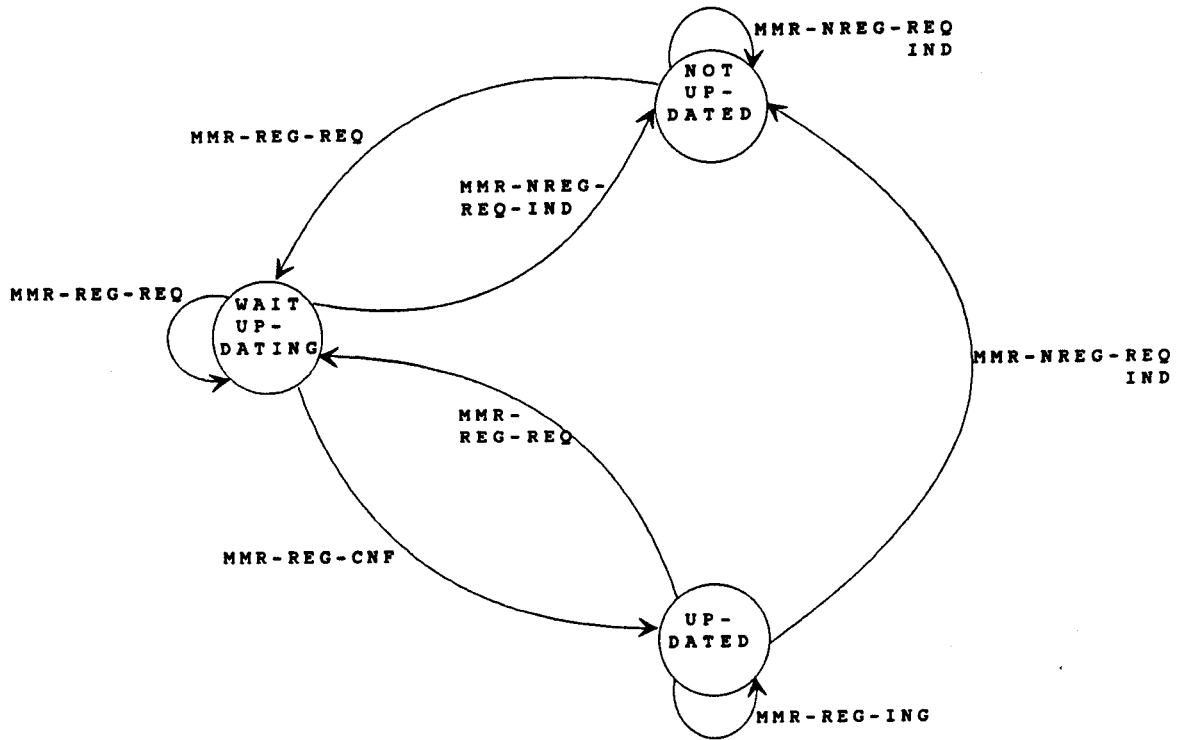 MMR-NREG-REQ
IND
NOT
UP-
DATED
MMR-REG-REQ
MMR-NREG-
REQ-IND
MMR-REG-REQ
WAIT
UP-
DATING
MMR-NREG-REQ
IND
MMR-
REG-REQ
MMR-REG-CNF
UP-
DATED
MMR-REG-ING